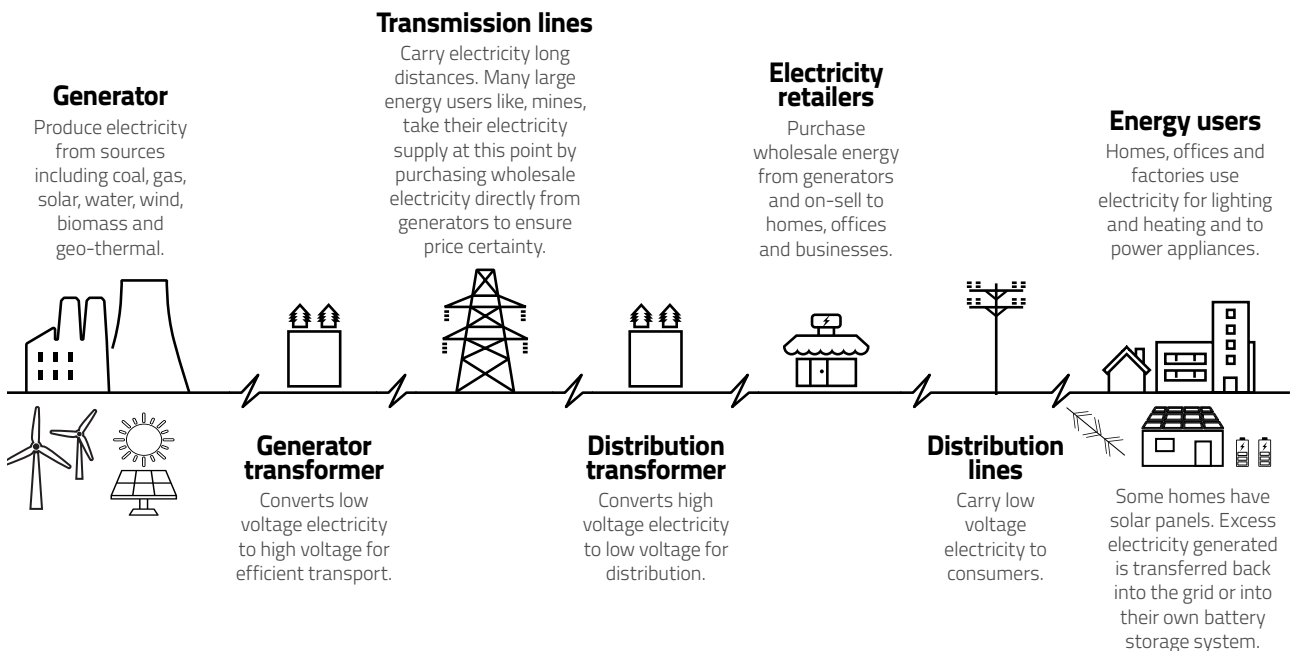 Generator
Produce electricity
from sources
including coal, gas,
solar, water, wind,
biomass and
geo-thermal.
Generator
transformer
Converts low
voltage electricity
to high voltage for
efficient transport.
Transmission lines
Carry electricity long
distances. Many large
energy users like, mines,
take their electricity
supply at this point by
purchasing wholesale
electricity directly from
generators to ensure
price certainty.
Distribution
transformer
Converts high
voltage electricity
to low voltage for
distribution.
Electricity
retailers
Purchase
wholesale energy
from generators
and on-sell to
homes, offices
and businesses.
Distribution
lines
Carry low
voltage
electricity to
consumers.
Energy users
Homes, offices and
factories use
electricity for lighting
and heating and to
power appliances.
Some homes have
solar panels. Excess
electricity generated
is transferred back
into the grid or into
their own battery
storage system.